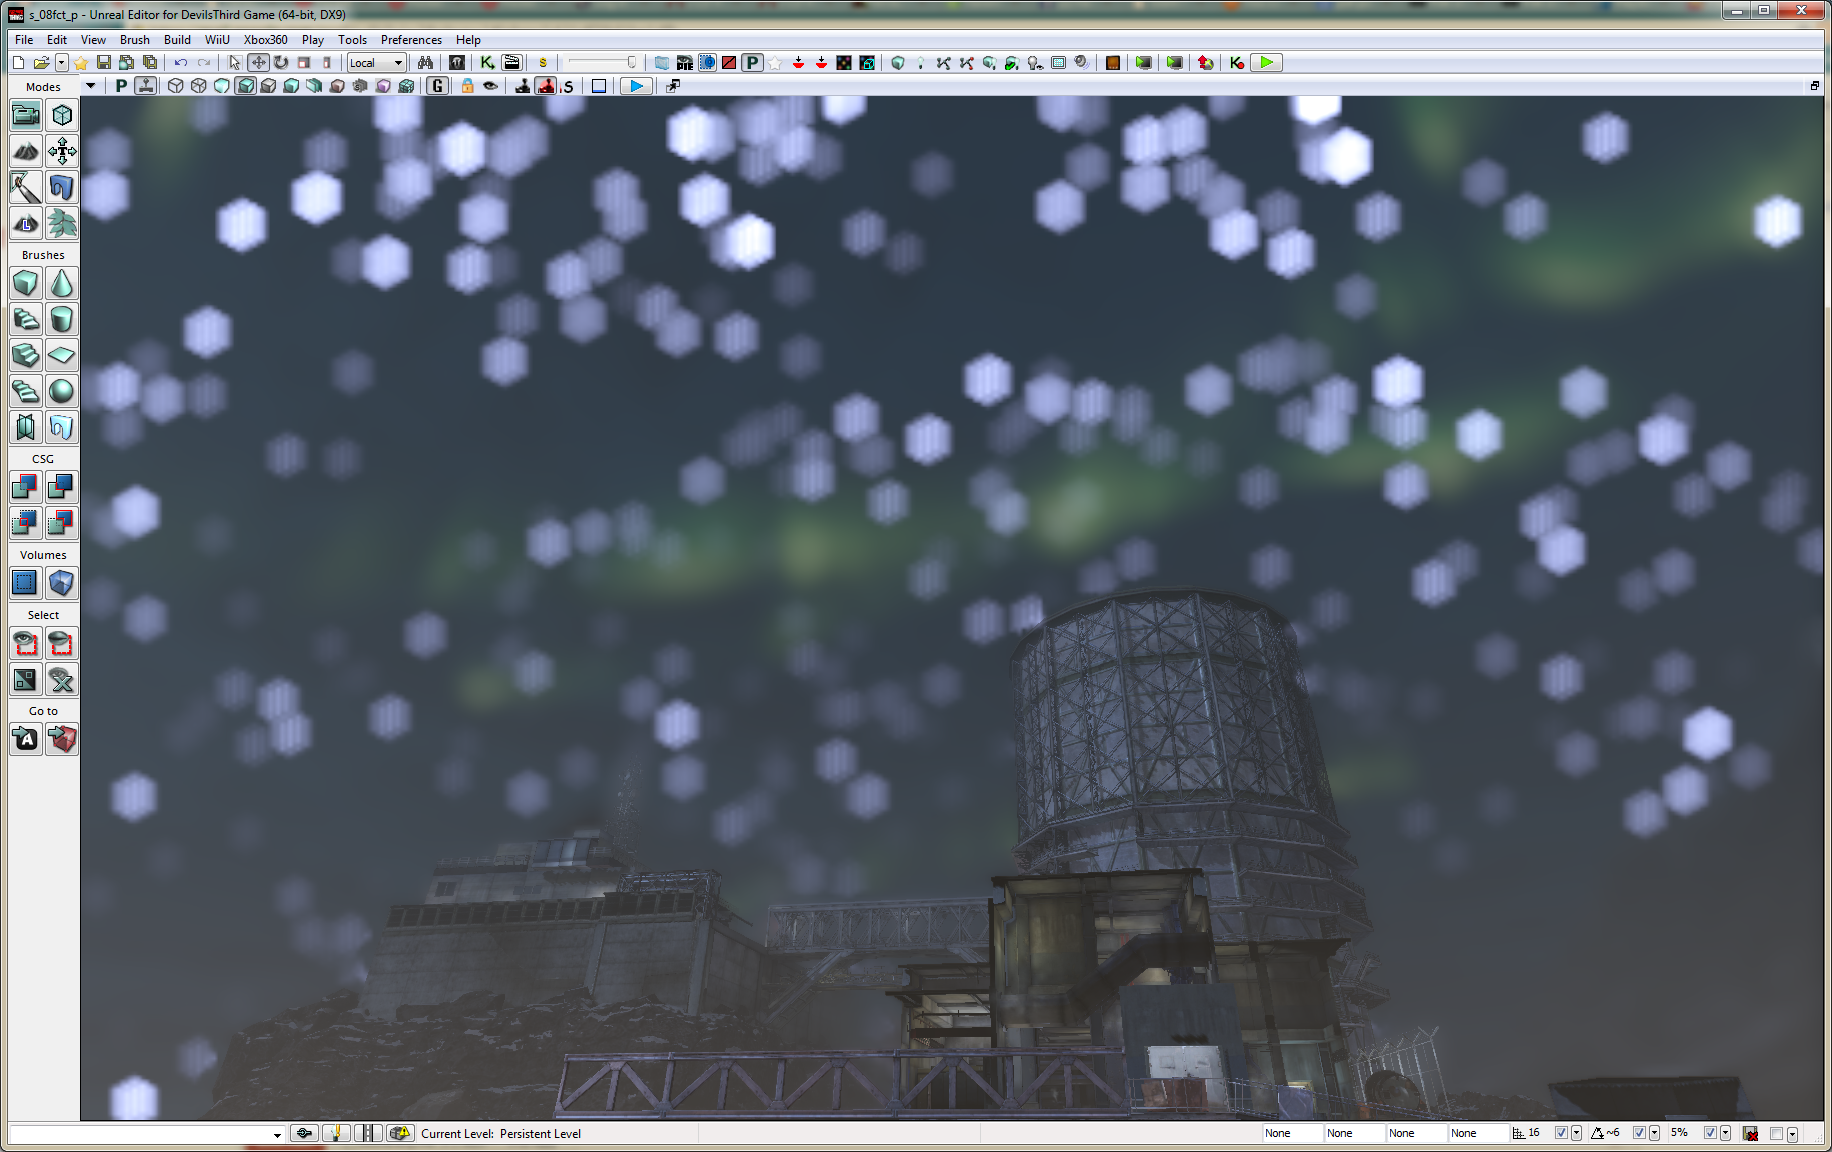 s_08fct_p - Unreal Editor for DevilsThird Game (64-bit, DX9)
File Edit View Brush Build WiiU Xbox360 Play Tools Preferences Help
Local
Modes
Brushes
CSG
Volumes
Select
Go to
Current Level: Persistent Level
None None None None 16 ~6 5%